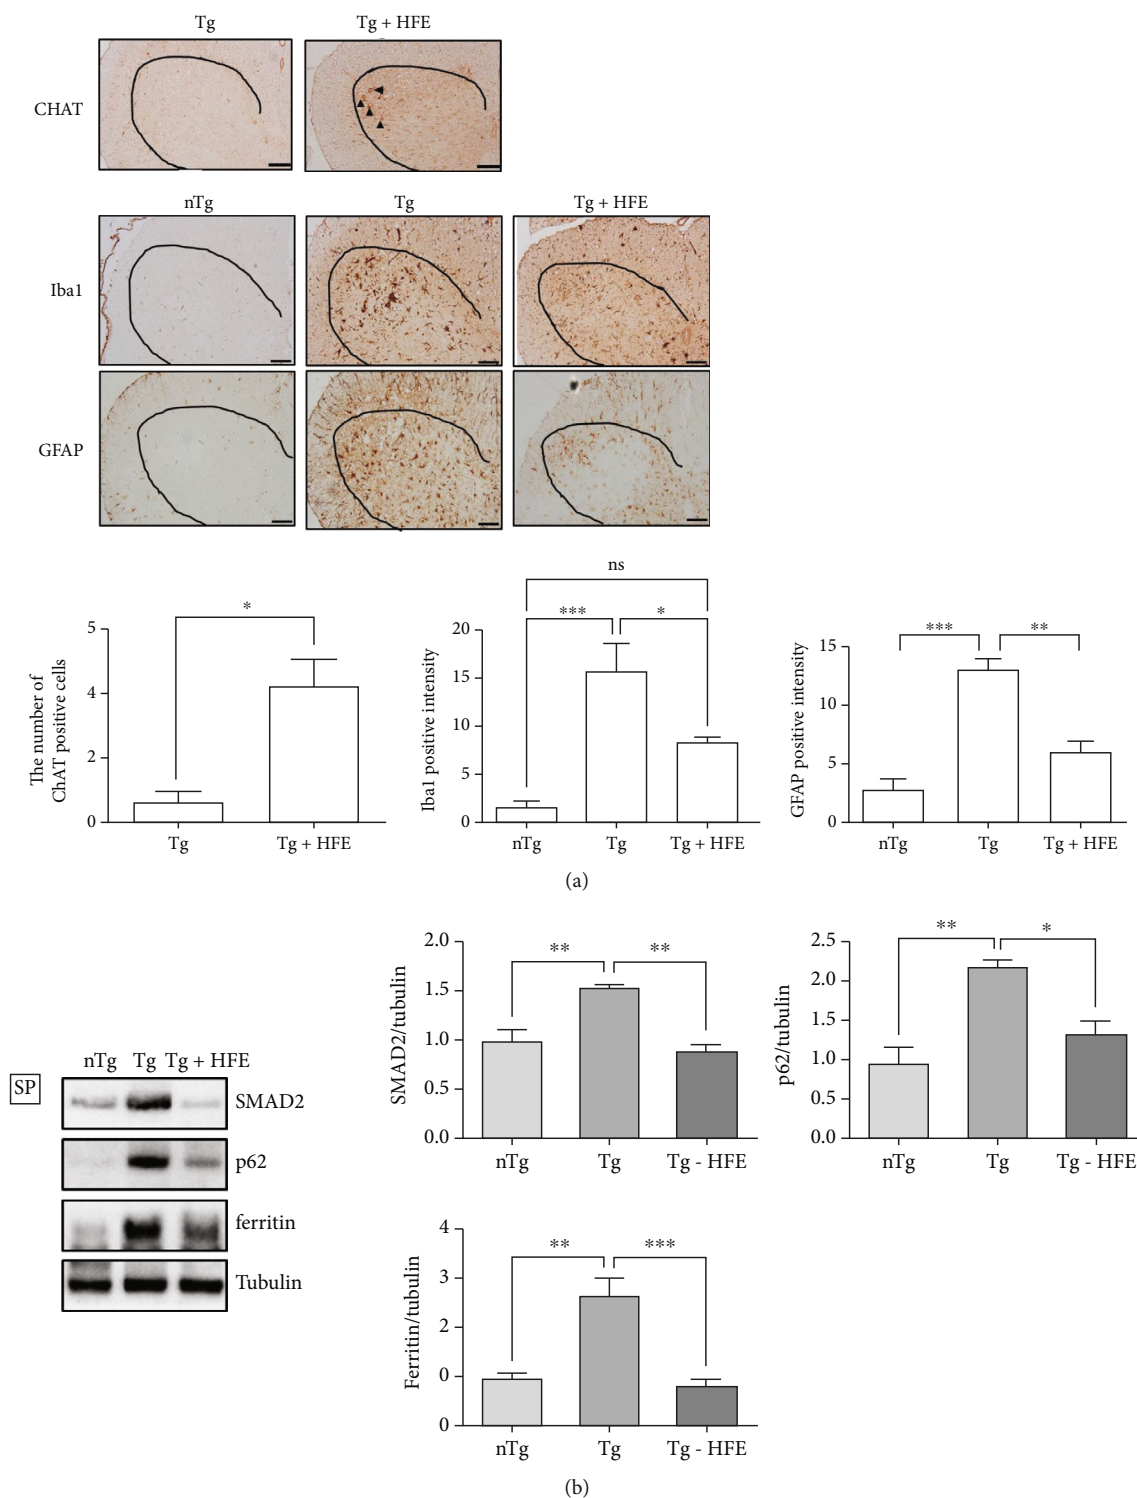 Tg
Tg + HFE
CHAT
nTg
Tg
Tg + HFE
Iba1
GFAP
*
5
4
2
0
The number of
ChAT positive cells
Tg
Tg + HFE
ns
***
*
20
15
10
5
0
Iba1 positive intensity
nTg
Tg
Tg + HFE
***
**
15
10
5
0
GFAP positive intensity
nTg
Tg
Tg + HFE
(a)
SP
nTg Tg Tg + HFE
SMAD2
p62
ferritin
Tubulin
**
**
2.0
1.5
1.0
0.5
0.0
SMAD2/tubulin
nTg
Tg
Tg - HFE
**
*
2.5
2.0
1.5
1.0
0.5
0.0
p62/tubulin
nTg
Tg
Tg - HFE
**
***
4
3
2
0
0
Ferritin/tubulin
nTg
Tg
Tg - HFE
(b)